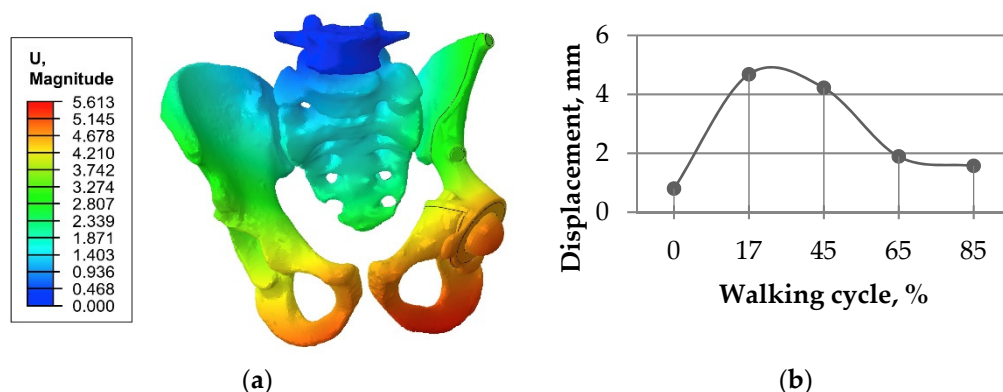 U,
Magnitude
5.613
5.145
4.678
4.210
3.742
3.274
2.807
2.339
1.871
1.403
0.936
0.468
0.000
(a)
6
4
2
0
Displacement, mm
0 17 45 65 85
Walking cycle, %
(b)